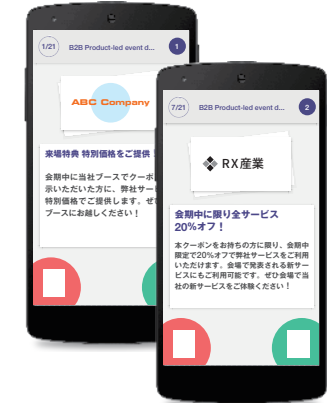 1/21
B2B Product-led event d...
1
ABC Company
来場特典 特別価格をご提供！
会期中に当社ブースでクーポ
示いただいた方に、弊社サー
特別価格でご提供します。ぜひ
ブースにお越しください！
7/21
B2B Product-led event d...
2
RX産業
会期中に限り全サービス
20%オフ！
本クーポンをお持ちの方に限り、会期中
限定で20%オフで弊社サービスをご利用
いただけます。会場で発表される新サー
ビスにもご利用可能です。ぜひ会場で当
社の新サービスをご体験ください！